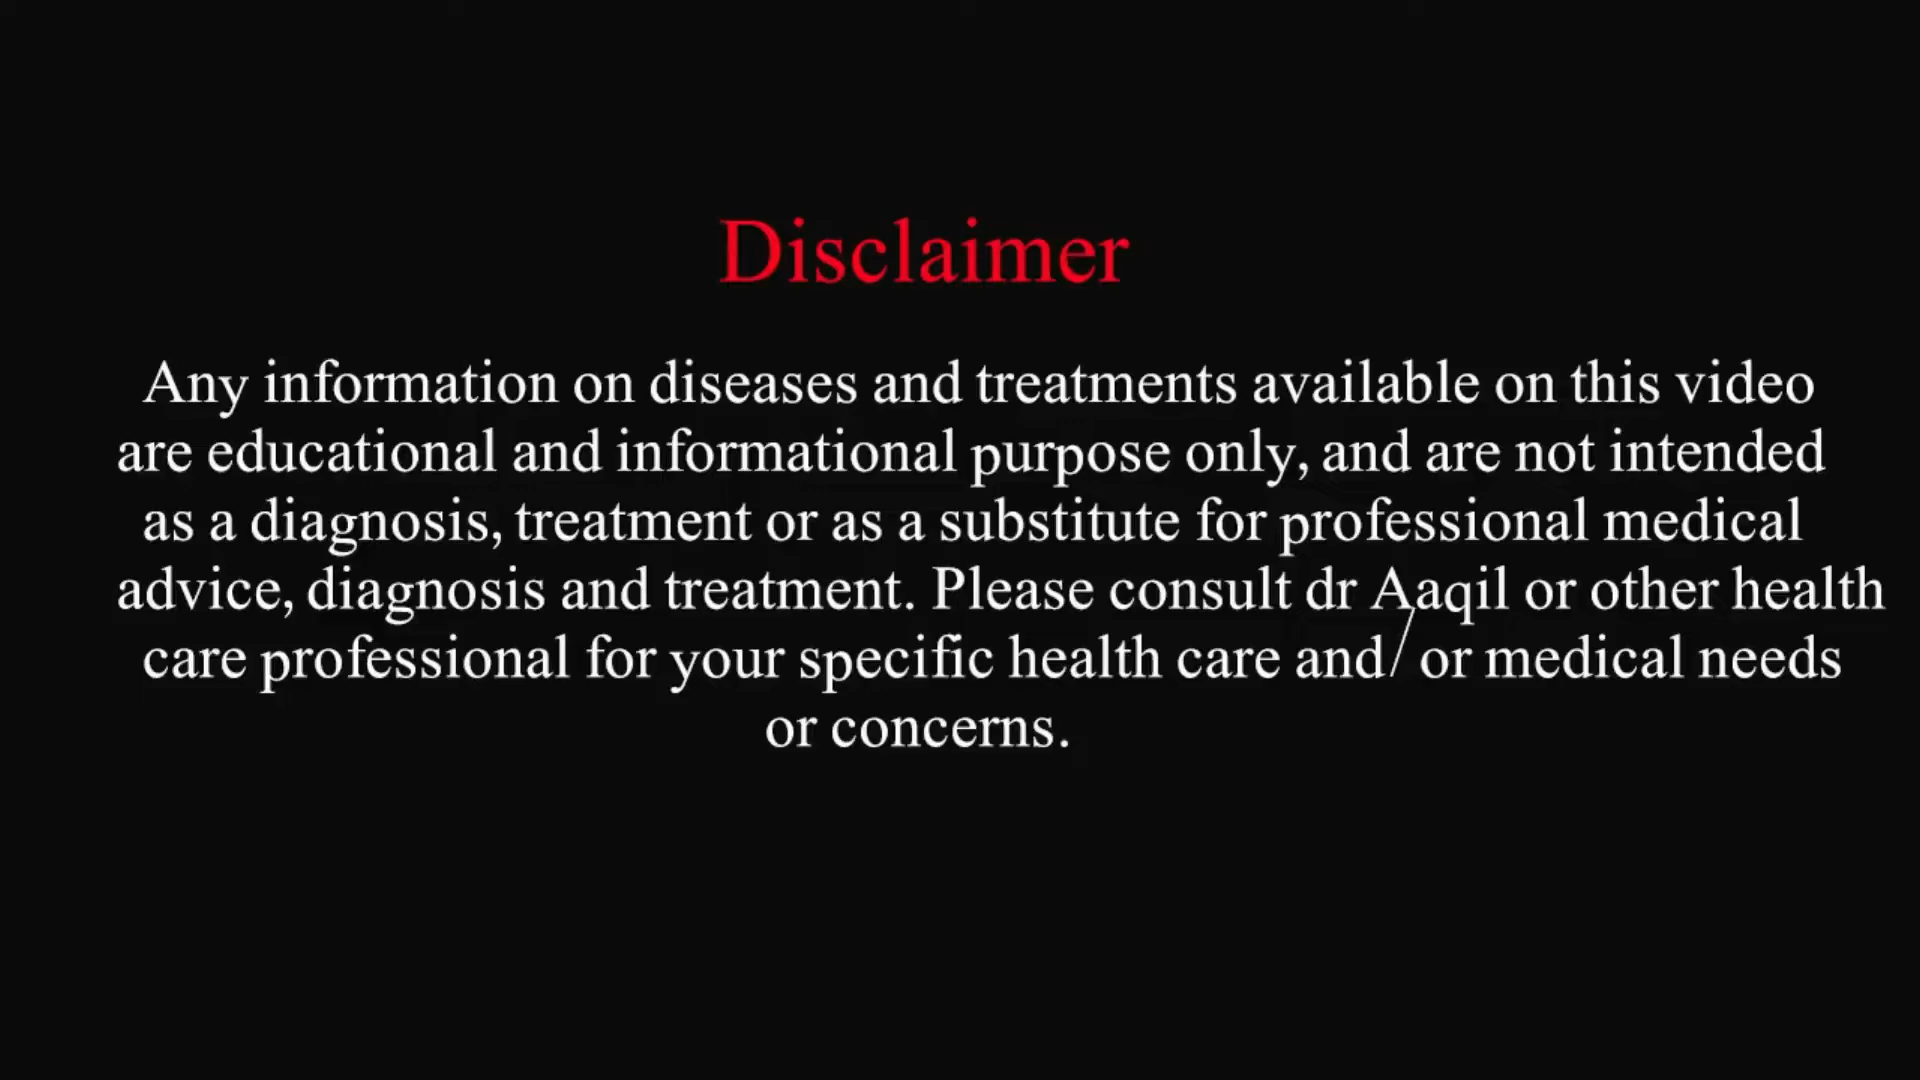 Disclaimer
Any information on diseases and treatments available on this video
are educational and informational purpose only, and are not intended
as a diagnosis, treatment or as a substitute for professional medical
advice, diagnosis and treatment. Please consult dr Aaqil or other health
care professional for your specific health care and/ or medical needs
or concerns.